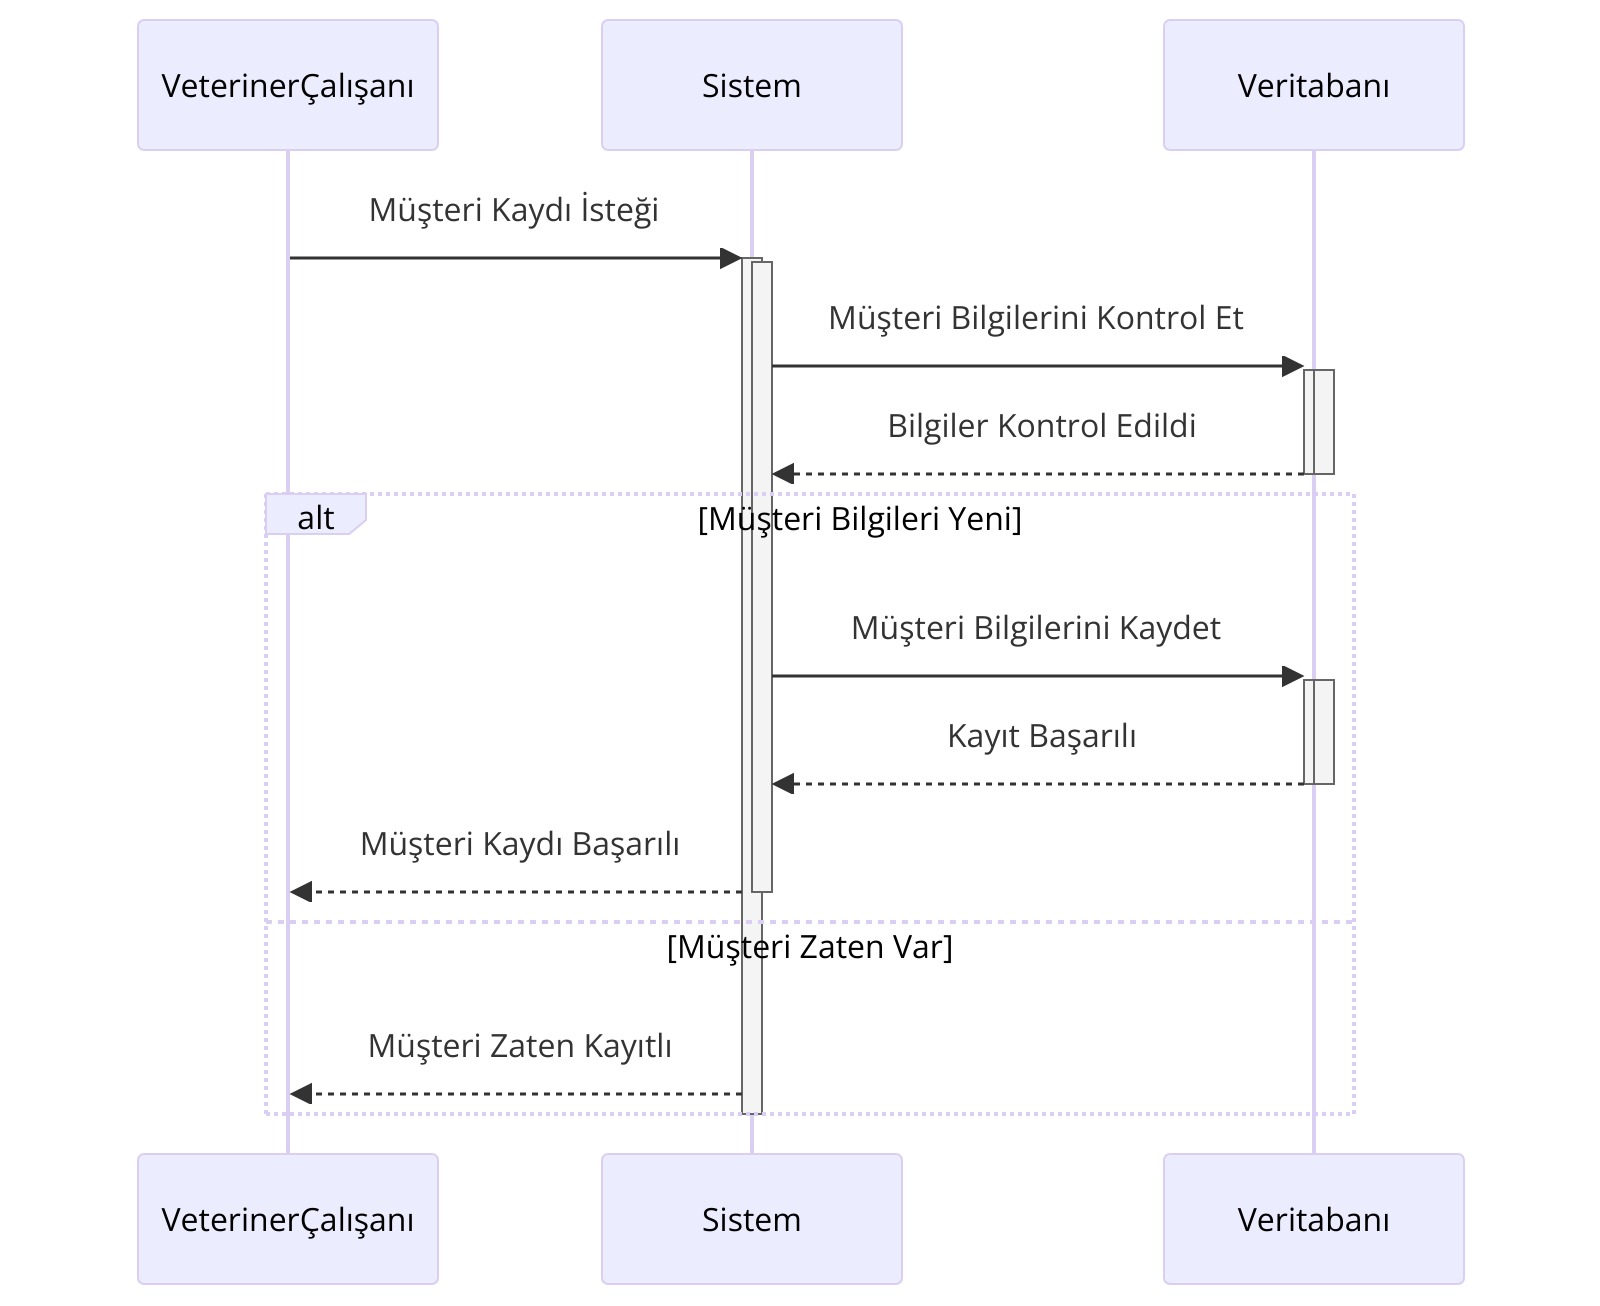 VeterinerÇalışanı
Sistem
Veritabanı
Müşteri Kaydı İsteği
Müşteri Bilgilerini Kontrol Et
Bilgiler Kontrol Edildi
alt
[Müşteri Bilgileri Yeni]
Müşteri Bilgilerini Kaydet
Kayıt Başarılı
Müşteri Kaydı Başarılı
[Müşteri Zaten Var]
Müşteri Zaten Kayıtlı
VeterinerÇalışanı
Sistem
Veritabanı